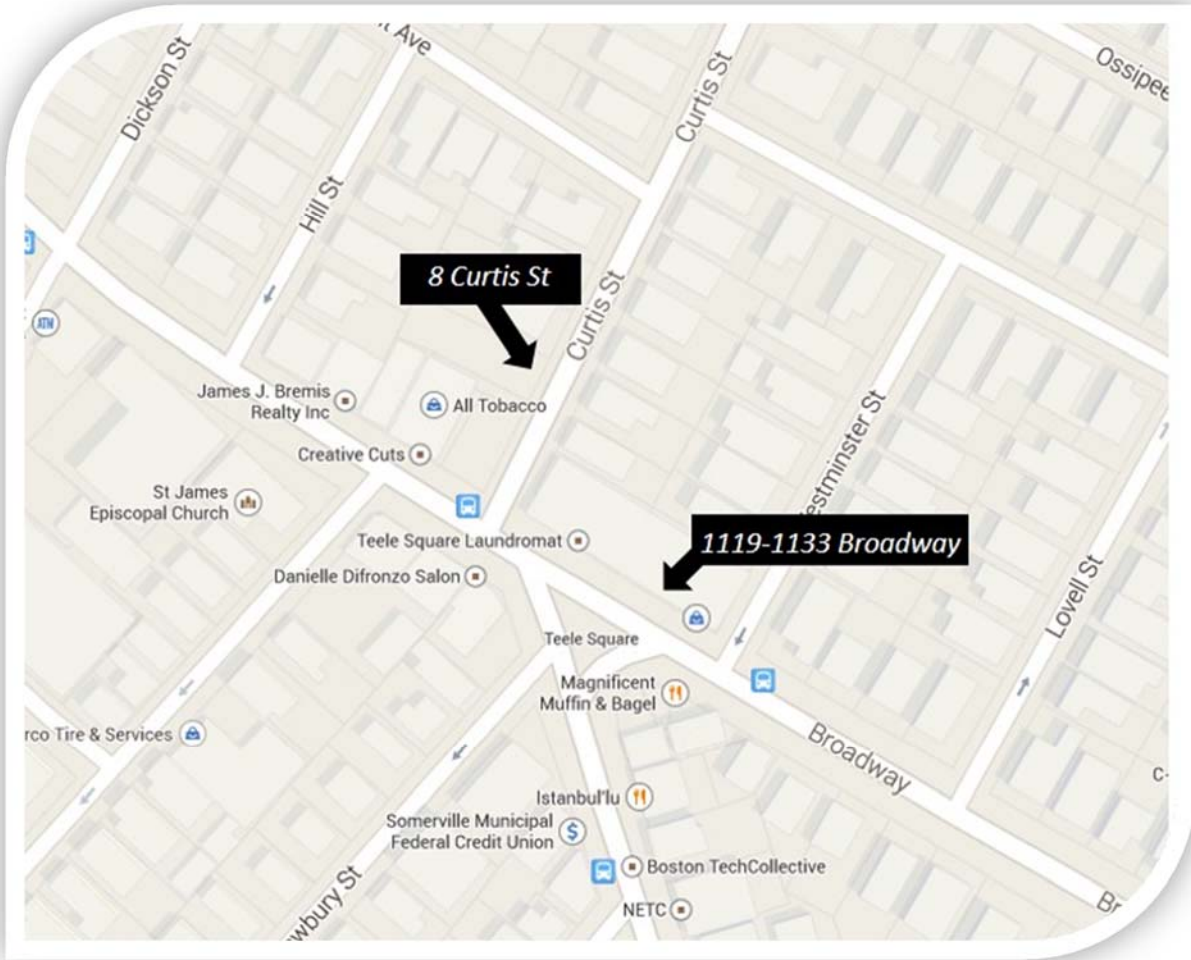 Dickson St
Ave
Curtis St
Ossipee
Hill St
8 Curtis St
Curtis St
ATM
James J. Bremis
Realty Inc
All Tobacco
Creative Cuts
St James
Episcopal Church
Teele Square Laundromat
1119-1133 Broadway
estminster St
Danielle Difronzo Salon
Lovell St
Teele Square
Magnificent
Muffin & Bagel
rco Tire & Services
Broadway
C-
Istanbul'lu
Somerville Municipal
Federal Credit Union
$
Boston TechCollective
wbury St
NETC
Br